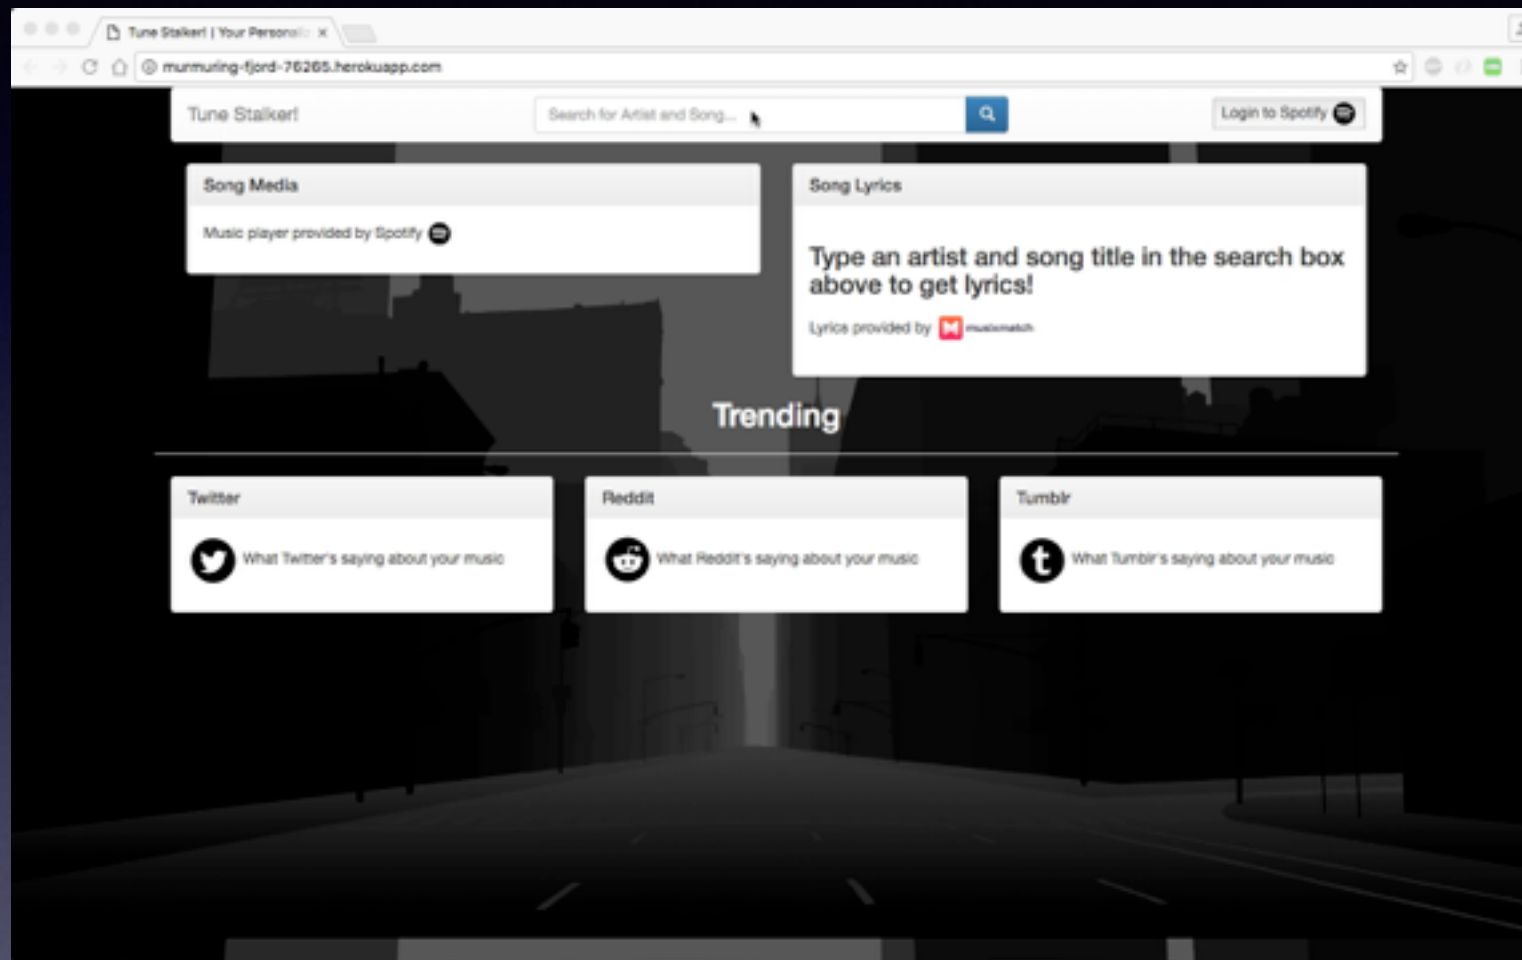 Tune Stalker! | Your Personaliz
murmuring-fjord-76265.herokuapp.com
Tune Stalker!
Search for Artist and Song...
Login to Spotify
Song Media
Music player provided by Spotify
Song Lyrics
Type an artist and song title in the search box
above to get lyrics!
Lyrics provided by musixmatch
Trending
Twitter
What Twitter's saying about your music
Reddit
What Reddit's saying about your music
Tumblr
What Tumblr's saying about your music